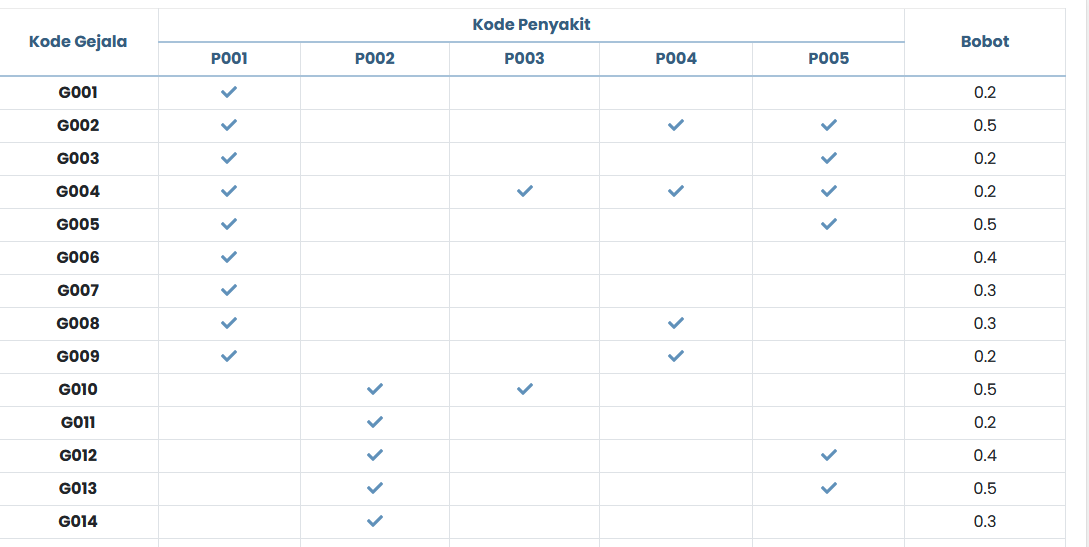 Kode Gejala Kode Penyakit Bobot
P001 P002 P003 P004 P005
G001 ✓ 0.2
G002 ✓ ✓ ✓ 0.5
G003 ✓ ✓ 0.2
G004 ✓ ✓ ✓ ✓ 0.2
G005 ✓ ✓ 0.5
G006 ✓ 0.4
G007 ✓ 0.3
G008 ✓ ✓ 0.3
G009 ✓ ✓ 0.2
G010 ✓ ✓ 0.5
G011 ✓ 0.2
G012 ✓ ✓ 0.4
G013 ✓ ✓ 0.5
G014 ✓ 0.3